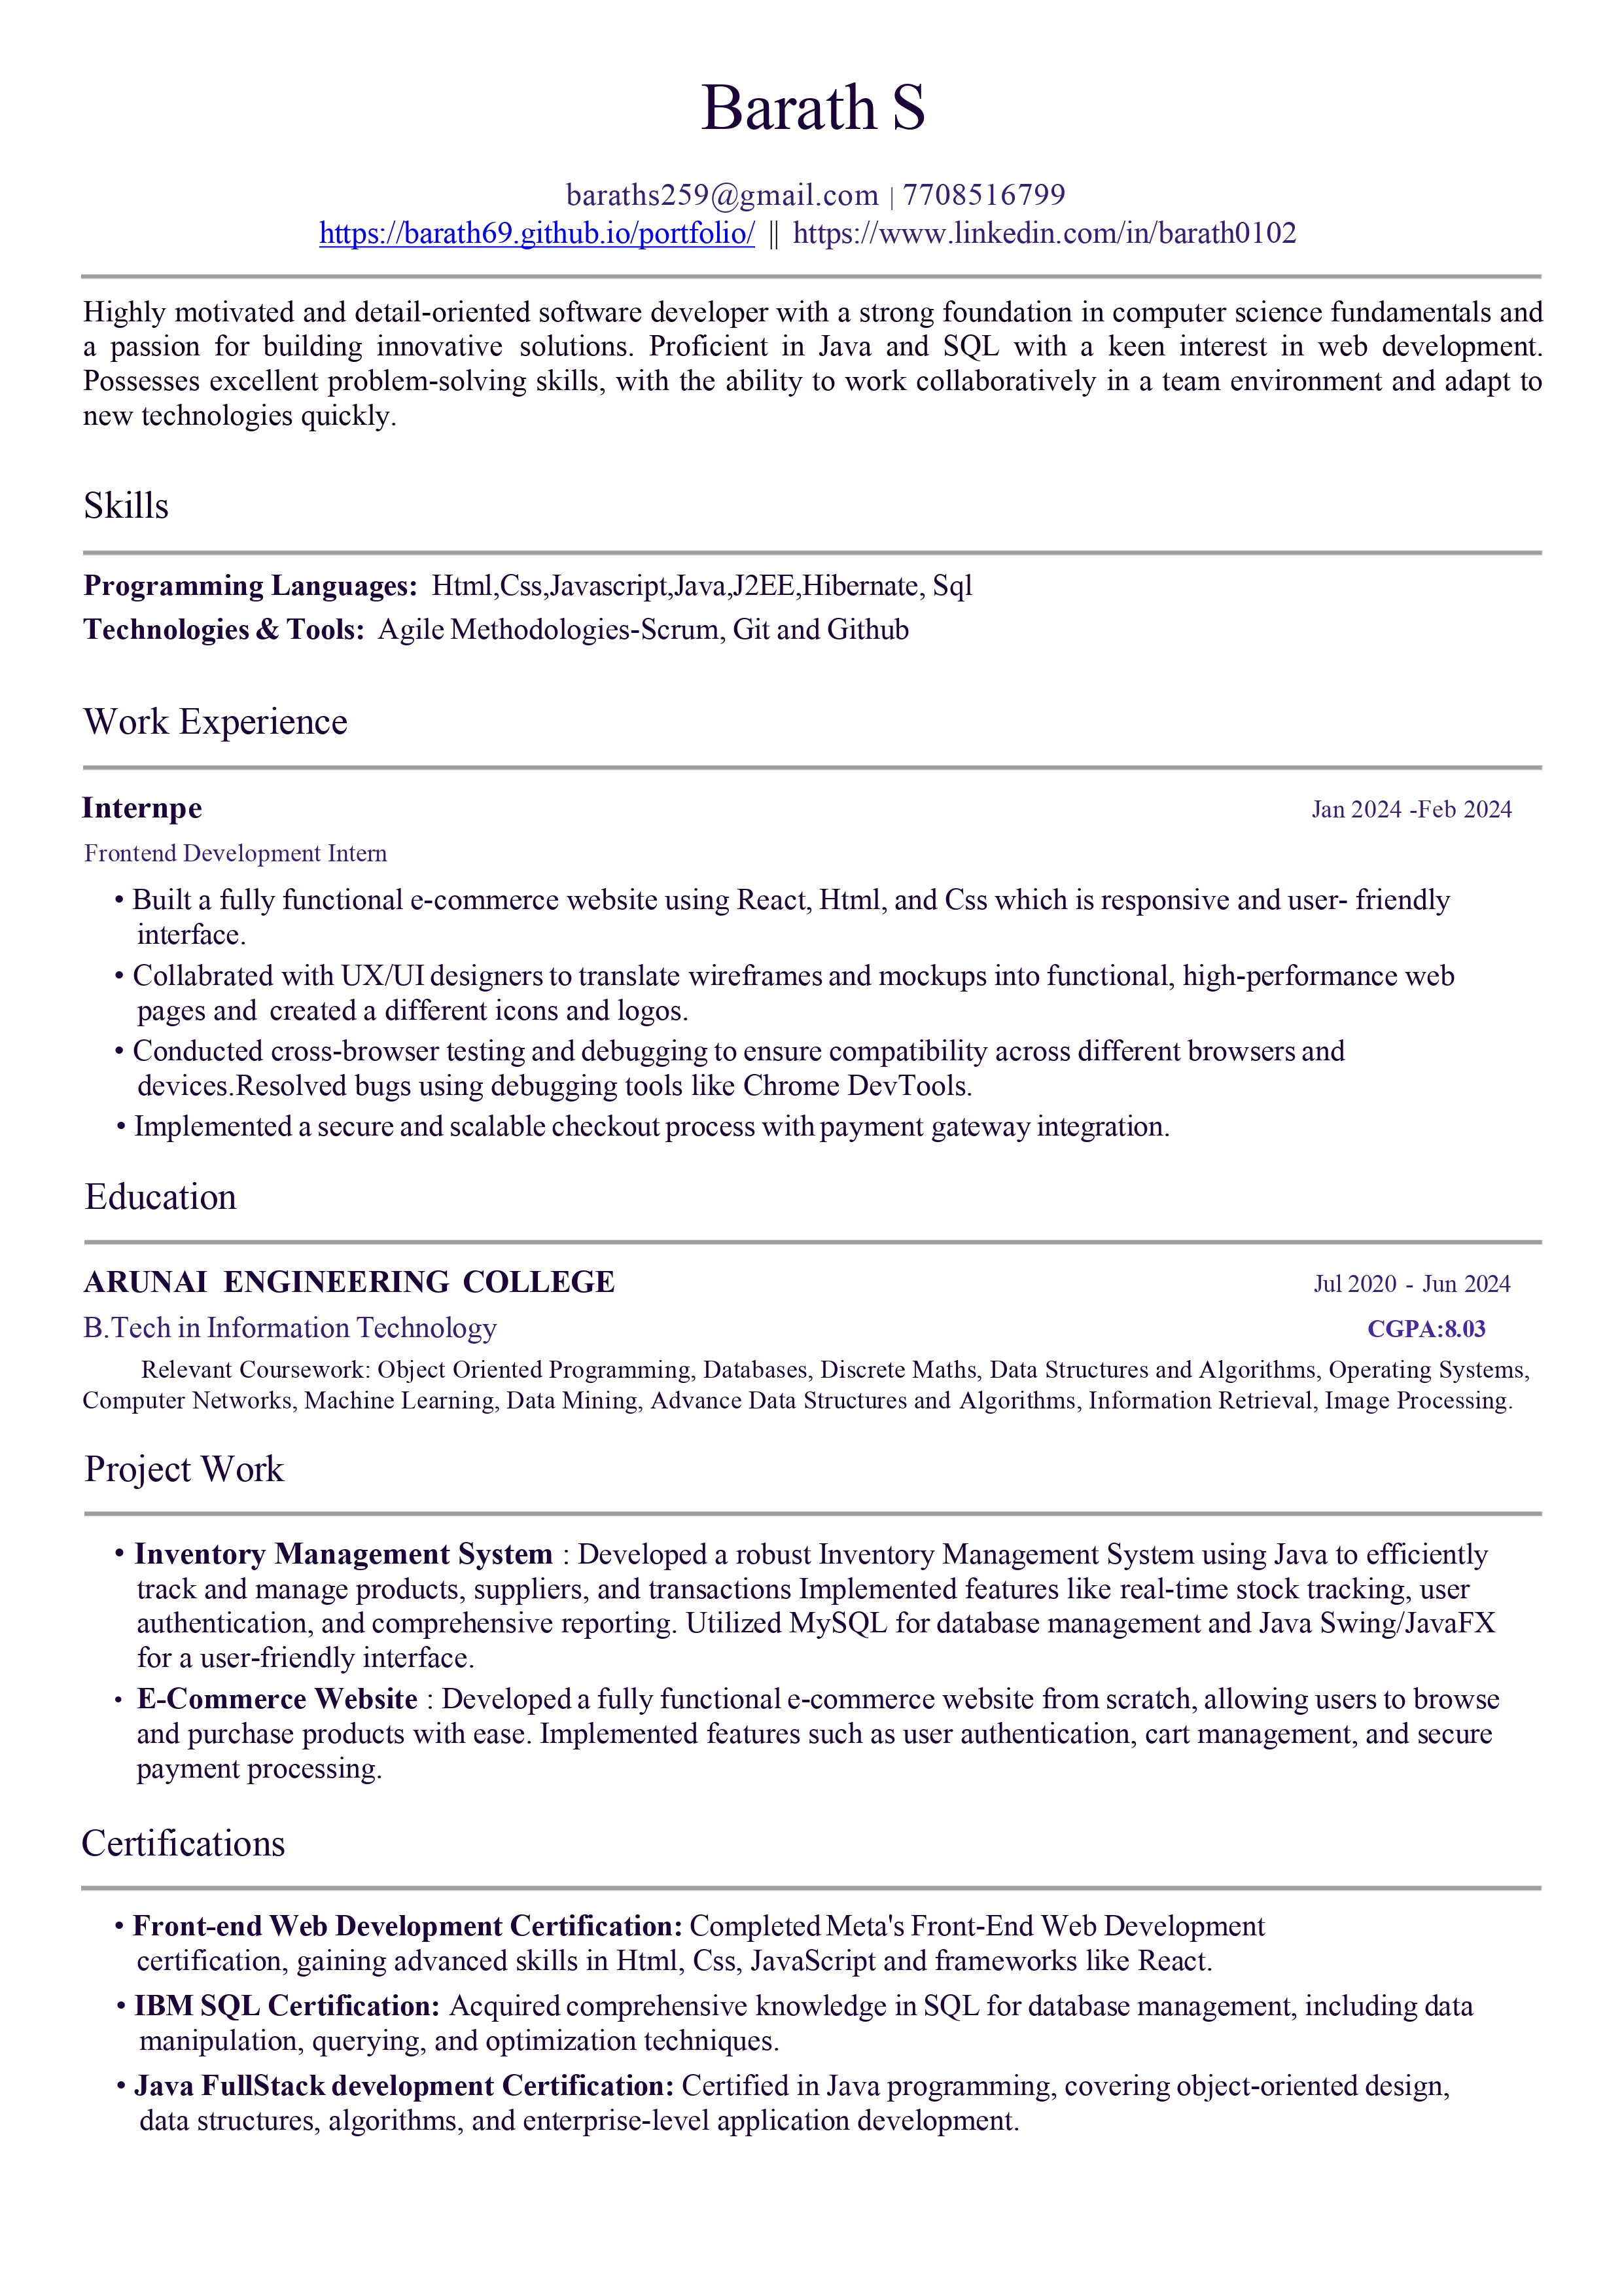 Barath S
baraths259@gmail.com | 7708516799
https://barath69.github.io/portfolio/ || https://www.linkedin.com/in/barath0102
Highly motivated and detail-oriented software developer with a strong foundation in computer science fundamentals and
a passion for building innovative solutions. Proficient in Java and SQL with a keen interest in web development.
Possesses excellent problem-solving skills, with the ability to work collaboratively in a team environment and adapt to
new technologies quickly.
Skills
Programming Languages: Html,Css,Javascript,Java,J2EE,Hibernate, Sql
Technologies & Tools: Agile Methodologies-Scrum, Git and Github
Work Experience
Internpe Jan 2024 -Feb 2024
Frontend Development Intern
• Built a fully functional e-commerce website using React, Html, and Css which is responsive and user- friendly
interface.
• Collabrated with UX/UI designers to translate wireframes and mockups into functional, high-performance web
pages and created a different icons and logos.
• Conducted cross-browser testing and debugging to ensure compatibility across different browsers and
devices.Resolved bugs using debugging tools like Chrome DevTools.
• Implemented a secure and scalable checkout process with payment gateway integration.
Education
ARUNAI ENGINEERING COLLEGE Jul 2020 - Jun 2024
B.Tech in Information Technology CGPA:8.03
Relevant Coursework: Object Oriented Programming, Databases, Discrete Maths, Data Structures and Algorithms, Operating Systems,
Computer Networks, Machine Learning, Data Mining, Advance Data Structures and Algorithms, Information Retrieval, Image Processing.
Project Work
• Inventory Management System : Developed a robust Inventory Management System using Java to efficiently
track and manage products, suppliers, and transactions Implemented features like real-time stock tracking, user
authentication, and comprehensive reporting. Utilized MySQL for database management and Java Swing/JavaFX
for a user-friendly interface.
• E-Commerce Website : Developed a fully functional e-commerce website from scratch, allowing users to browse
and purchase products with ease. Implemented features such as user authentication, cart management, and secure
payment processing.
Certifications
• Front-end Web Development Certification: Completed Meta's Front-End Web Development
certification, gaining advanced skills in Html, Css, JavaScript and frameworks like React.
• IBM SQL Certification: Acquired comprehensive knowledge in SQL for database management, including data
manipulation, querying, and optimization techniques.
• Java FullStack development Certification: Certified in Java programming, covering object-oriented design,
data structures, algorithms, and enterprise-level application development.